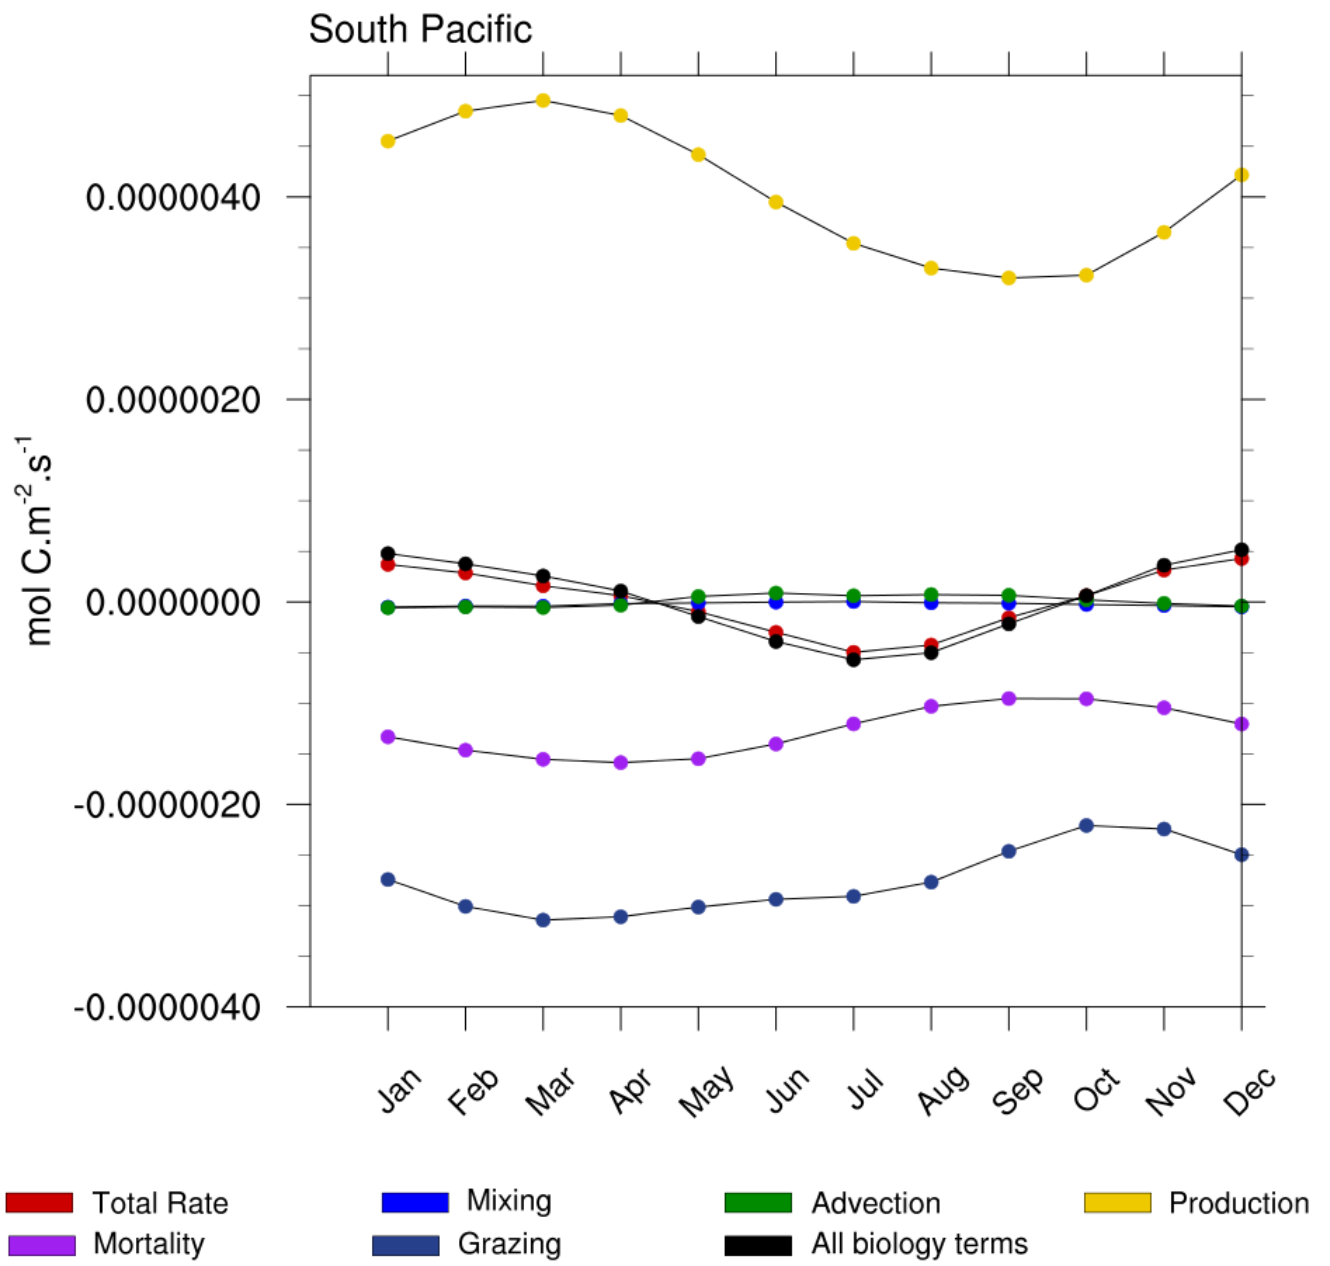 South Pacific
mol C.m⁻².s⁻¹
0.0000040
0.0000020
0.0000000
-0.0000020
-0.0000040
Jan Feb Mar Apr May Jun Jul Aug Sep Oct Nov Dec
Total Rate Mixing Advection Production
Mortality Grazing All biology terms